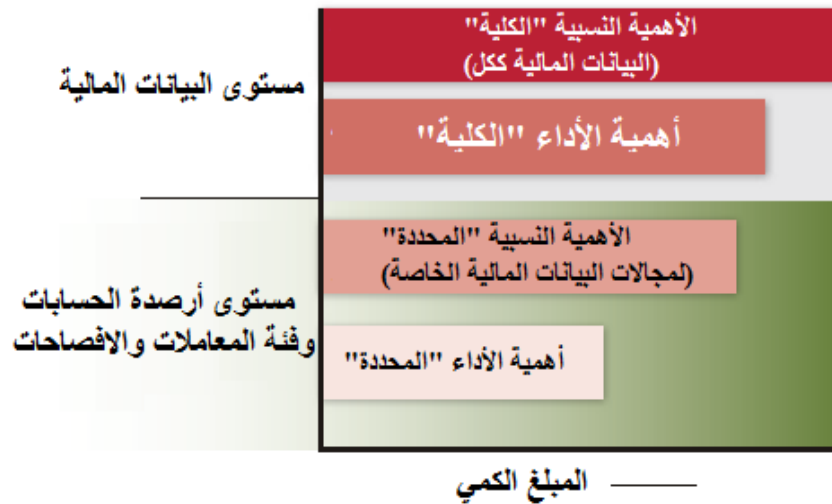 الأهمية النسبية "الكلية"
(البيانات المالية ككل)
مستوى البيانات المالية
أهمية الأداء "الكلية"
الأهمية النسبية "المحددة"
(لمجالات البيانات المالية الخاصة)
مستوى أرصدة الحسابات
وفئة المعاملات والافصاحات
أهمية الأداء "المحددة"
المبلغ الكمي